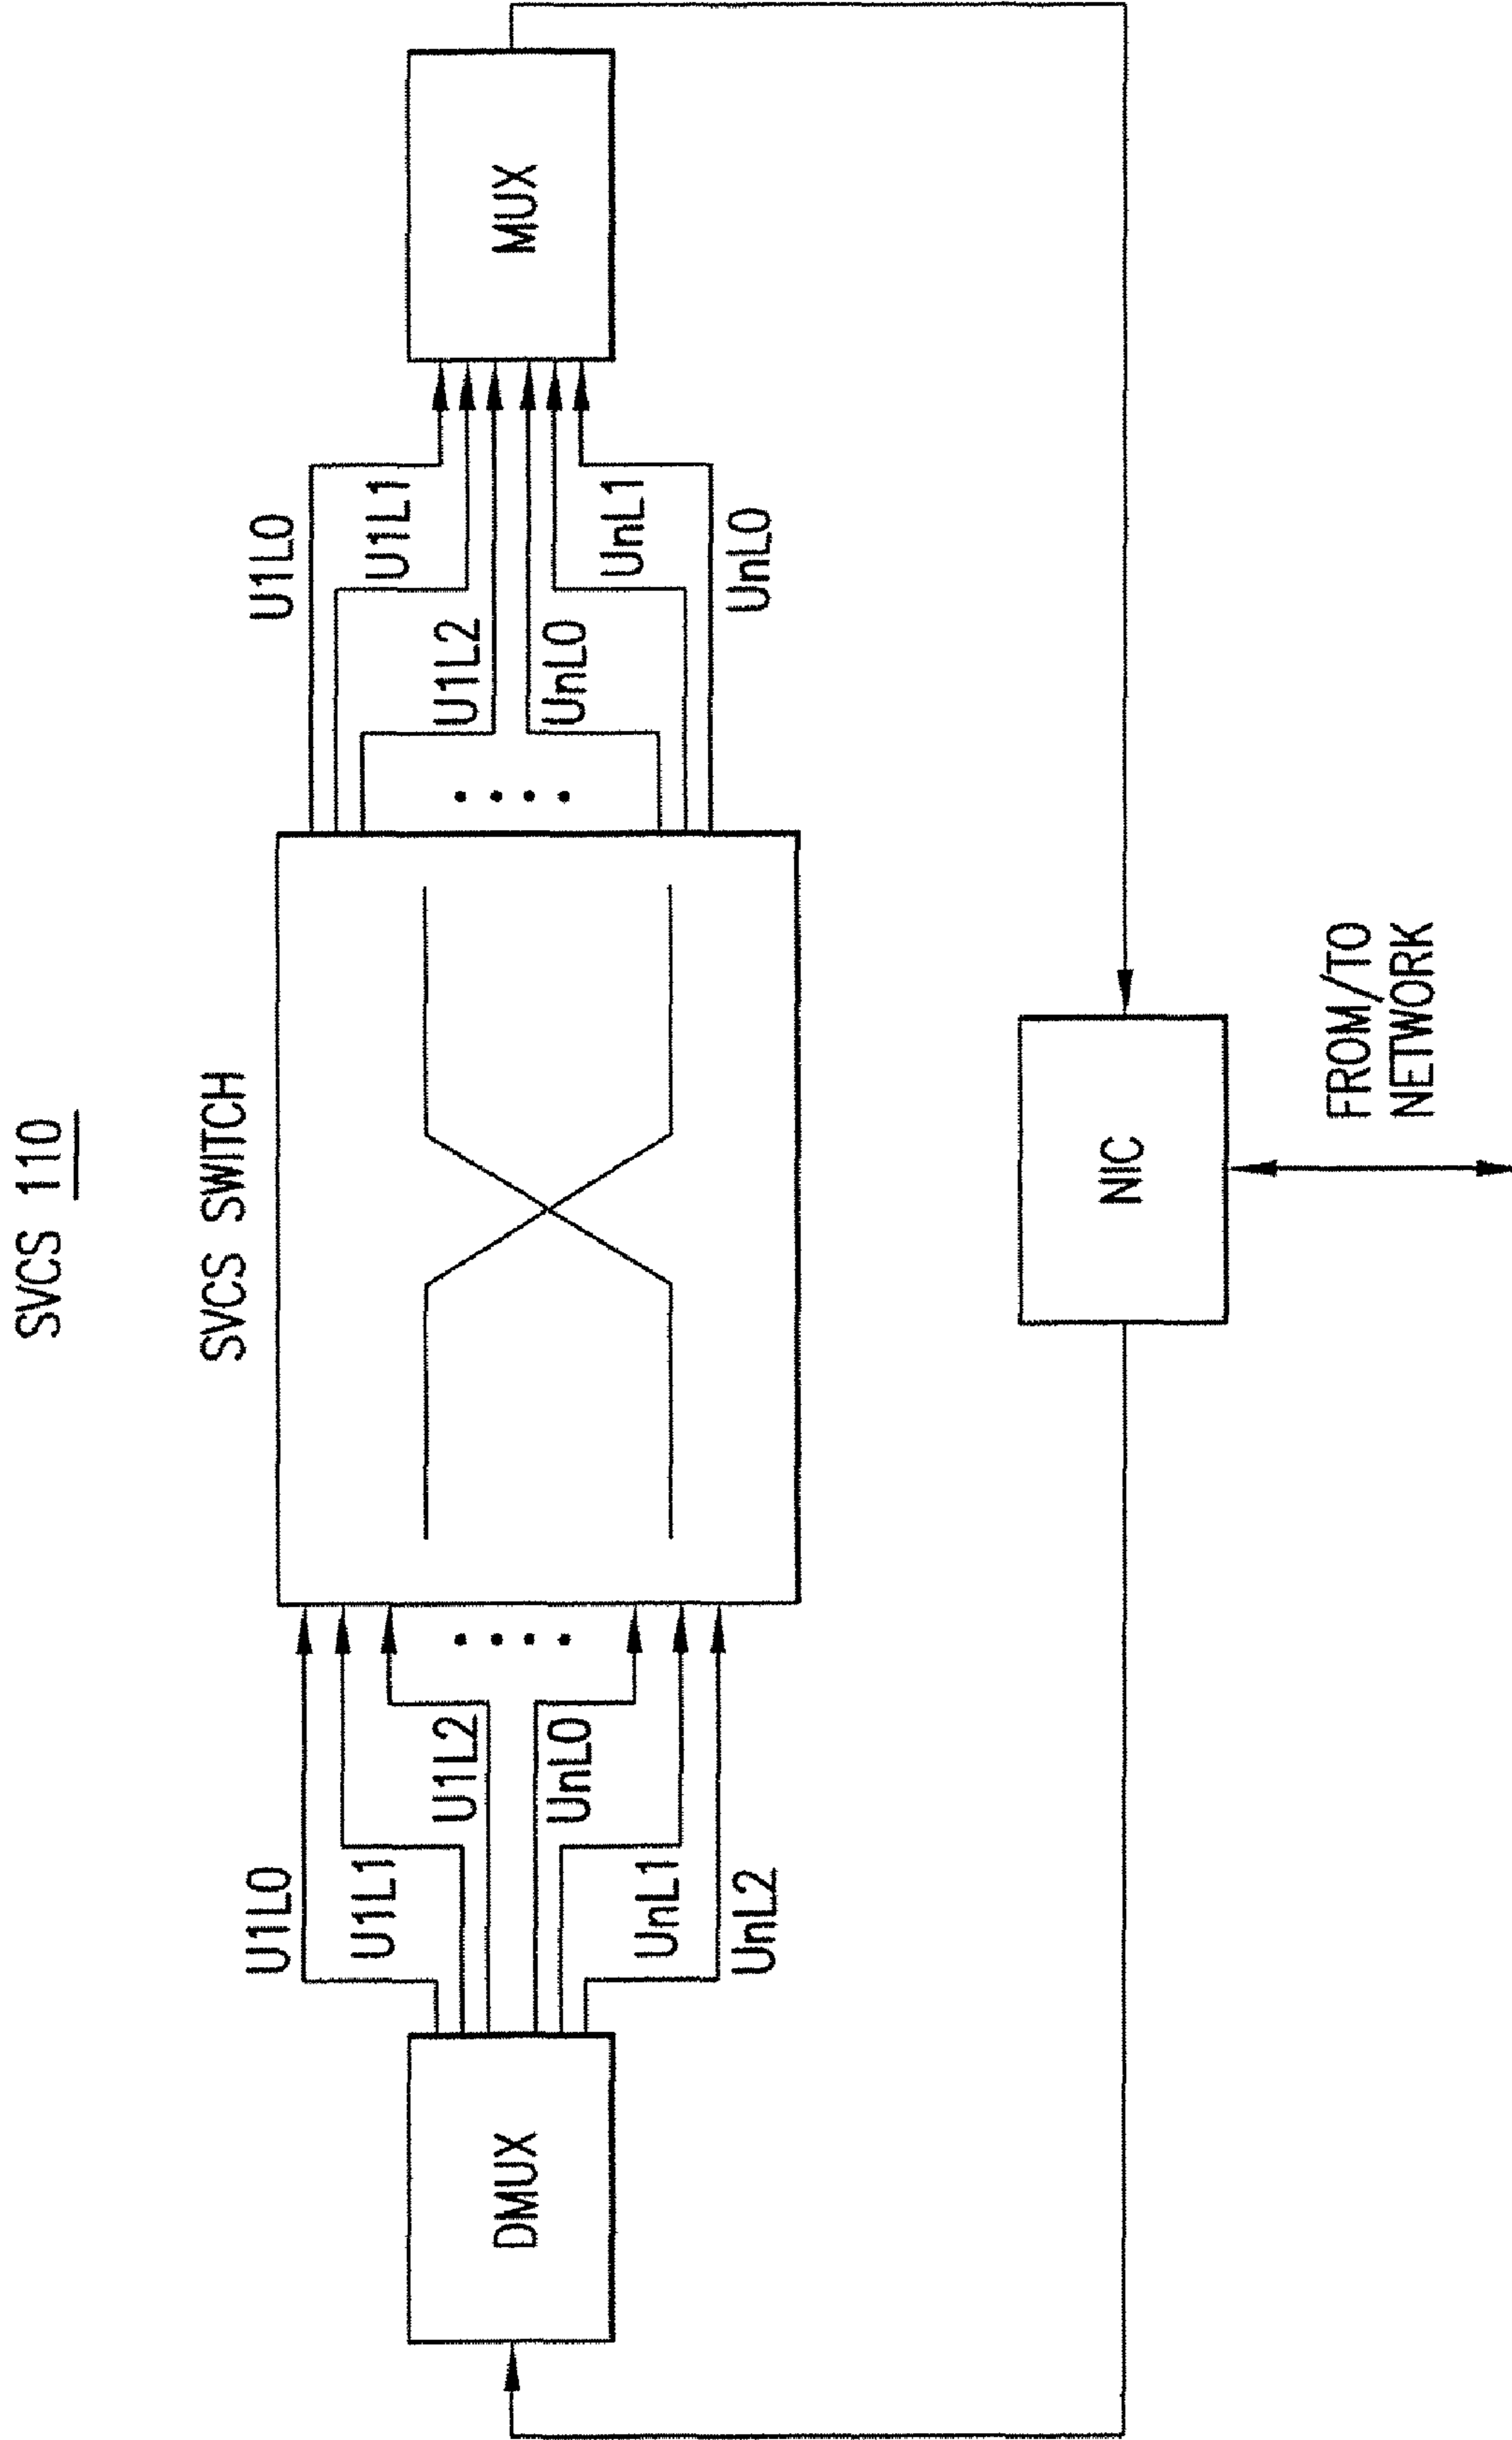 SVCS 110
SVCS SWITCH
U1L0
U1L1
U1L2
UnL0
UnL1
UnL2
U1L0
U1L1
U1L2
UnL0
UnL1
UnL0
DMUX
MUX
NIC
FROM/TO
NETWORK